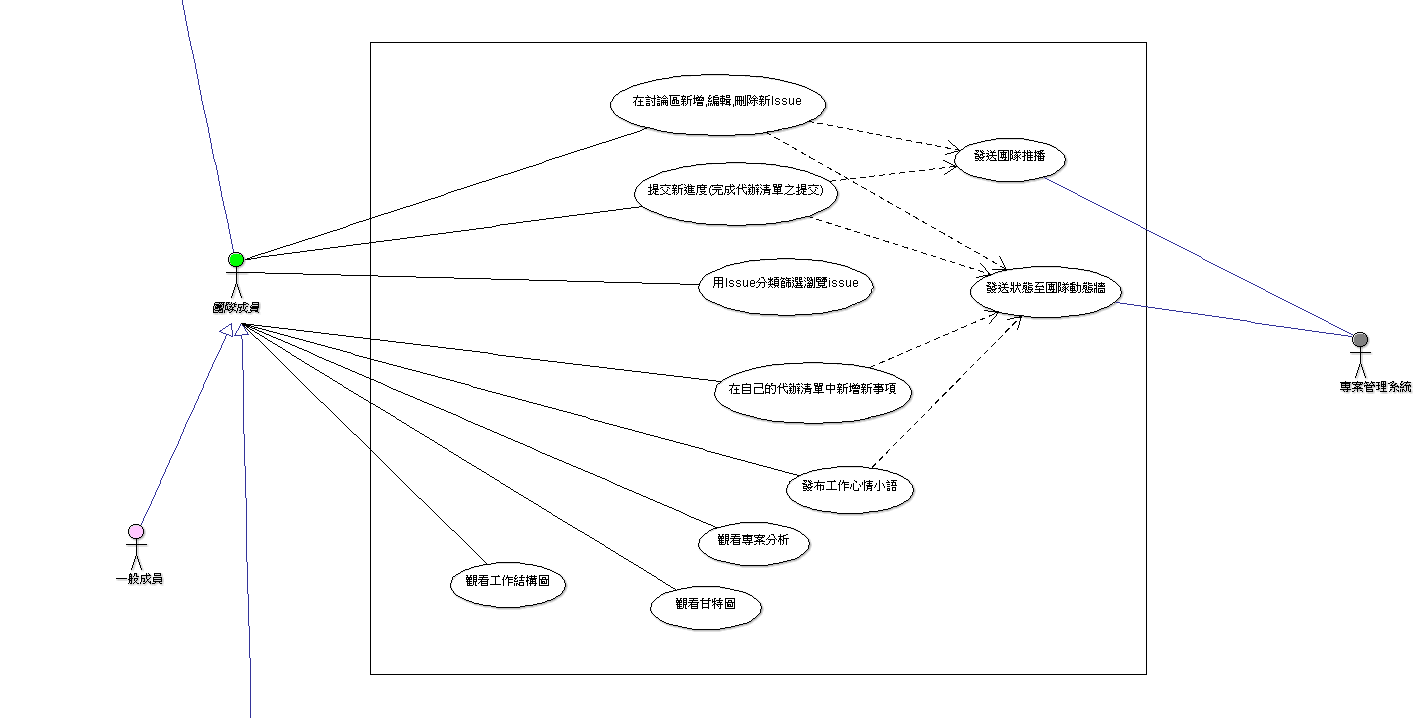 在討論區新增,編輯,刪除新Issue
發送團隊推播
提交新進度(完成代辦清單之提交)
用Issue分類篩選瀏覽issue
發送狀態至團隊動態牆
團隊成員
專案管理系統
在自己的代辦清單中新增新事項
發布工作心情小語
觀看專案分析
一般成員
觀看工作結構圖
觀看甘特圖